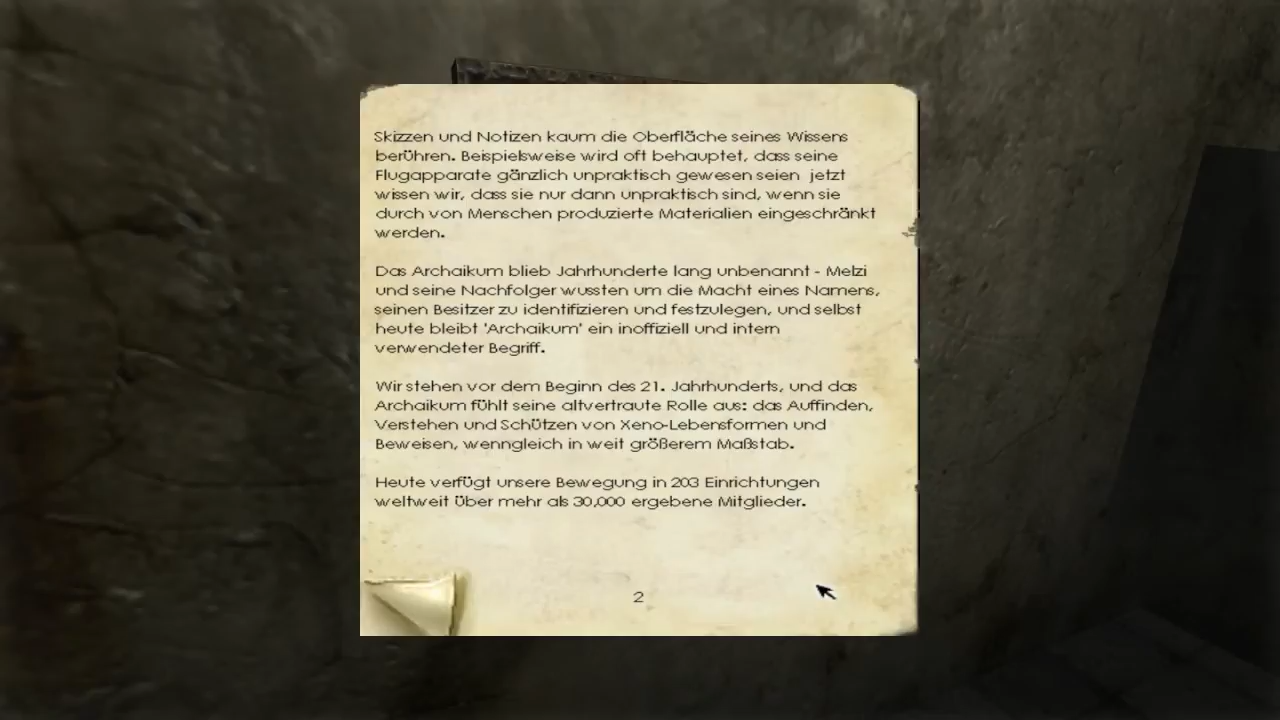 Skizzen und Notizen kaum die Oberfläche seines Wissens
berühren. Beispielsweise wird oft behauptet, dass seine
Flugapparate gänzlich unpraktisch gewesen seien  jetzt
wissen wir, dass sie nur dann unpraktisch sind, wenn sie
durch von Menschen produzierte Materialien eingeschränkt
werden.
Das Archaikum blieb Jahrhunderte lang unbenannt - Melzi
und seine Nachfolger wussten um die Macht eines Namens,
seinen Besitzer zu identifizieren und festzulegen, und selbst
heute bleibt 'Archaikum' ein inoffiziell und intern
verwendeter Begriff.
Wir stehen vor dem Beginn des 21. Jahrhunderts, und das
Archaikum fühlt seine altvertraute Rolle aus: das Auffinden,
Verstehen und Schützen von Xeno-Lebensformen und
Beweisen, wenngleich in weit größerem Maßstab.
Heute verfügt unsere Bewegung in 203 Einrichtungen
weltweit über mehr als 30,000 ergebene Mitglieder.
2